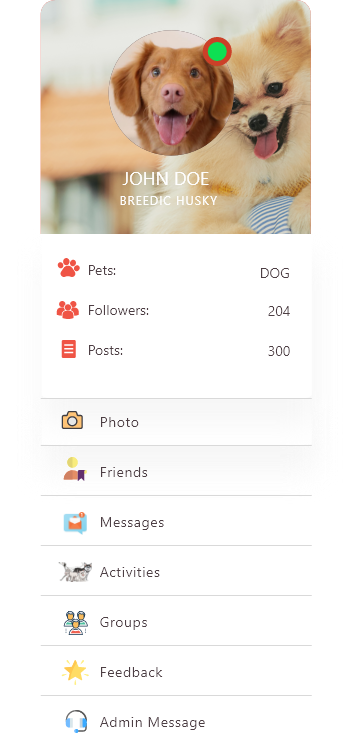 JOHN DOE
BREEDIC HUSKY
Pets: DOG
Followers: 204
Posts: 300
Photo
Friends
Messages
Activities
Groups
Feedback
Admin Message